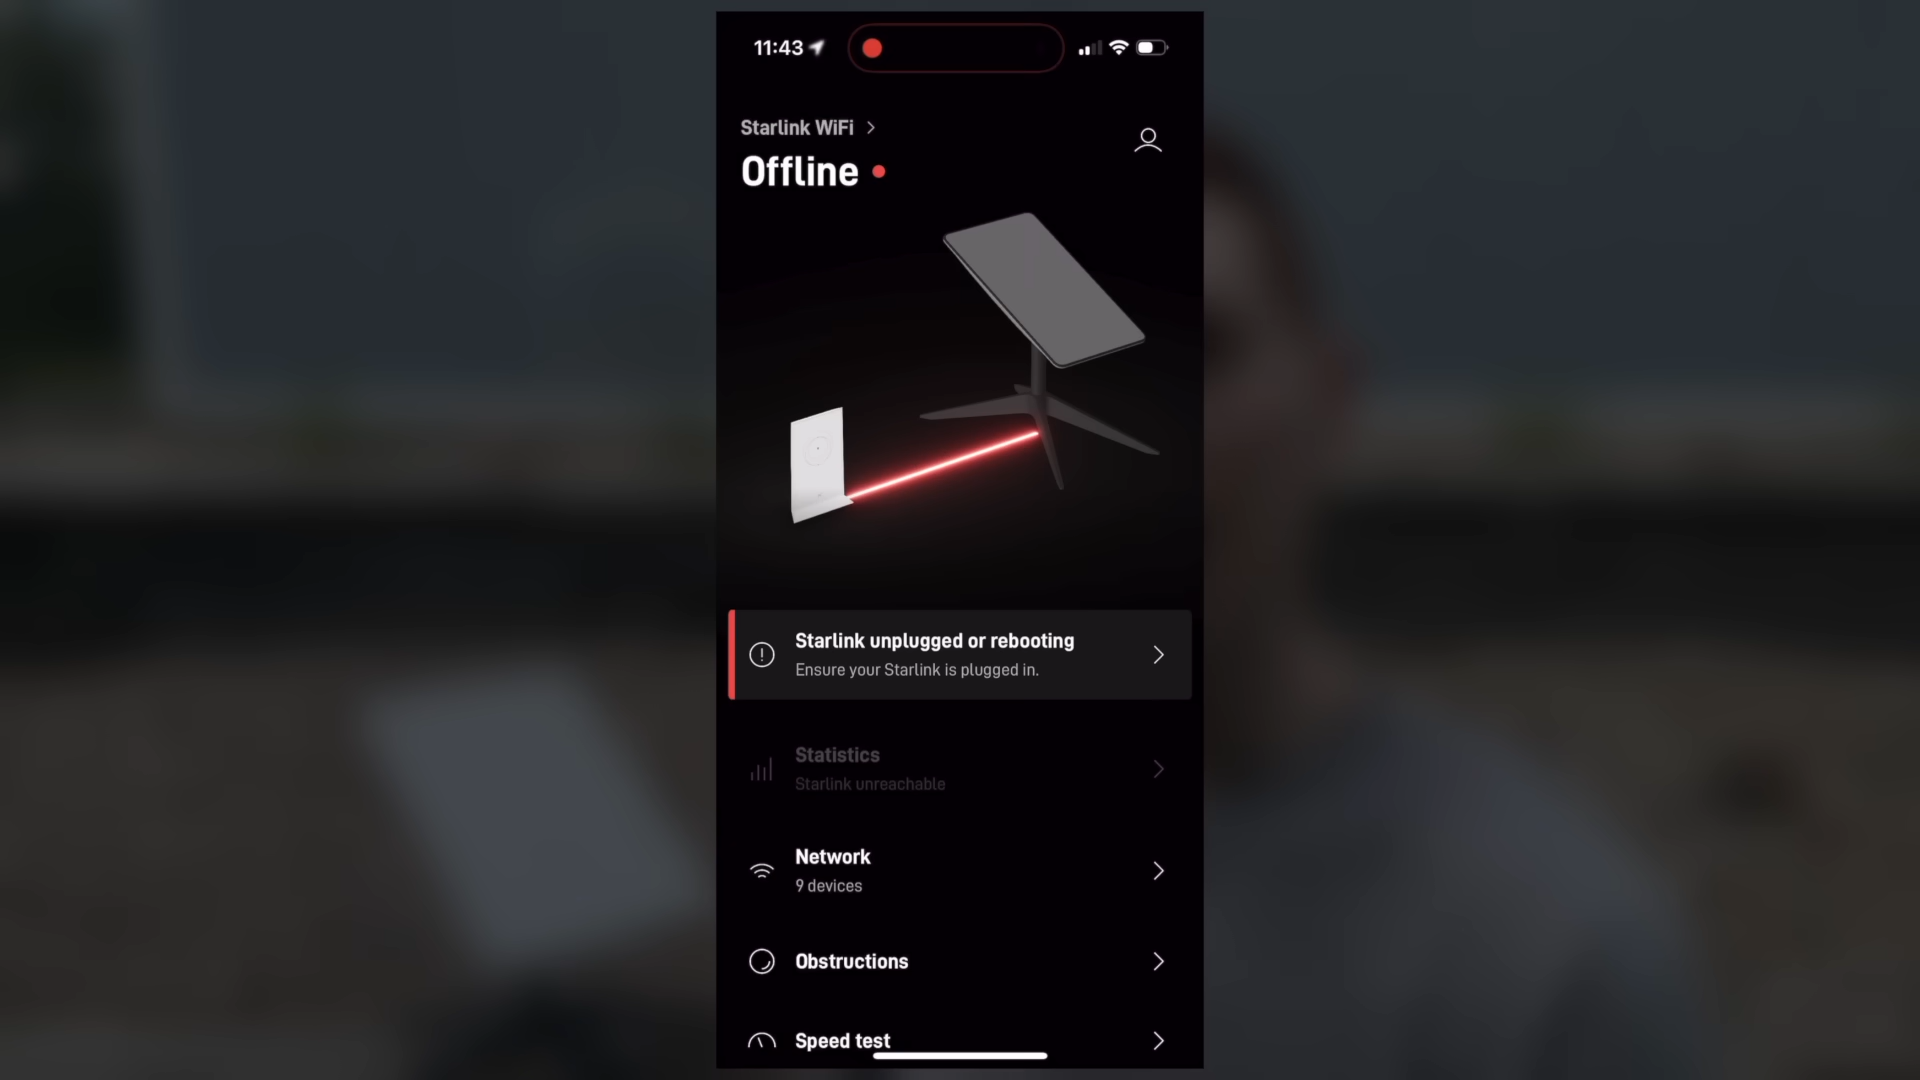 11:43
Starlink WiFi
Offline
Starlink unplugged or rebooting
Ensure your Starlink is plugged in.
Statistics
Starlink unreachable
Network
9 devices
Obstructions
Speed test